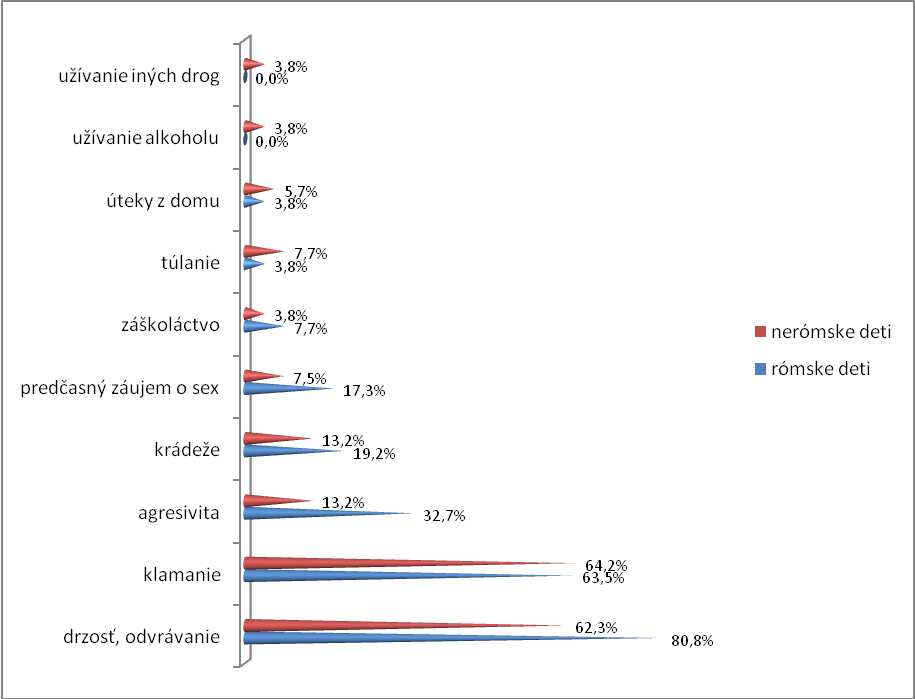 užívanie iných drog
3,8%
0,0%
užívanie alkoholu
3,8%
0,0%
úteky z domu
5,7%
3,8%
túlanie
7,7%
3,8%
záškoláctvo
3,8%
7,7%
predčasný záujem o sex
7,5%
17,3%
krádeže
13,2%
19,2%
agresivita
13,2%
32,7%
klamanie
64,2%
63,5%
drzosť, odvrávanie
62,3%
80,8%
nerómske deti
rómske deti